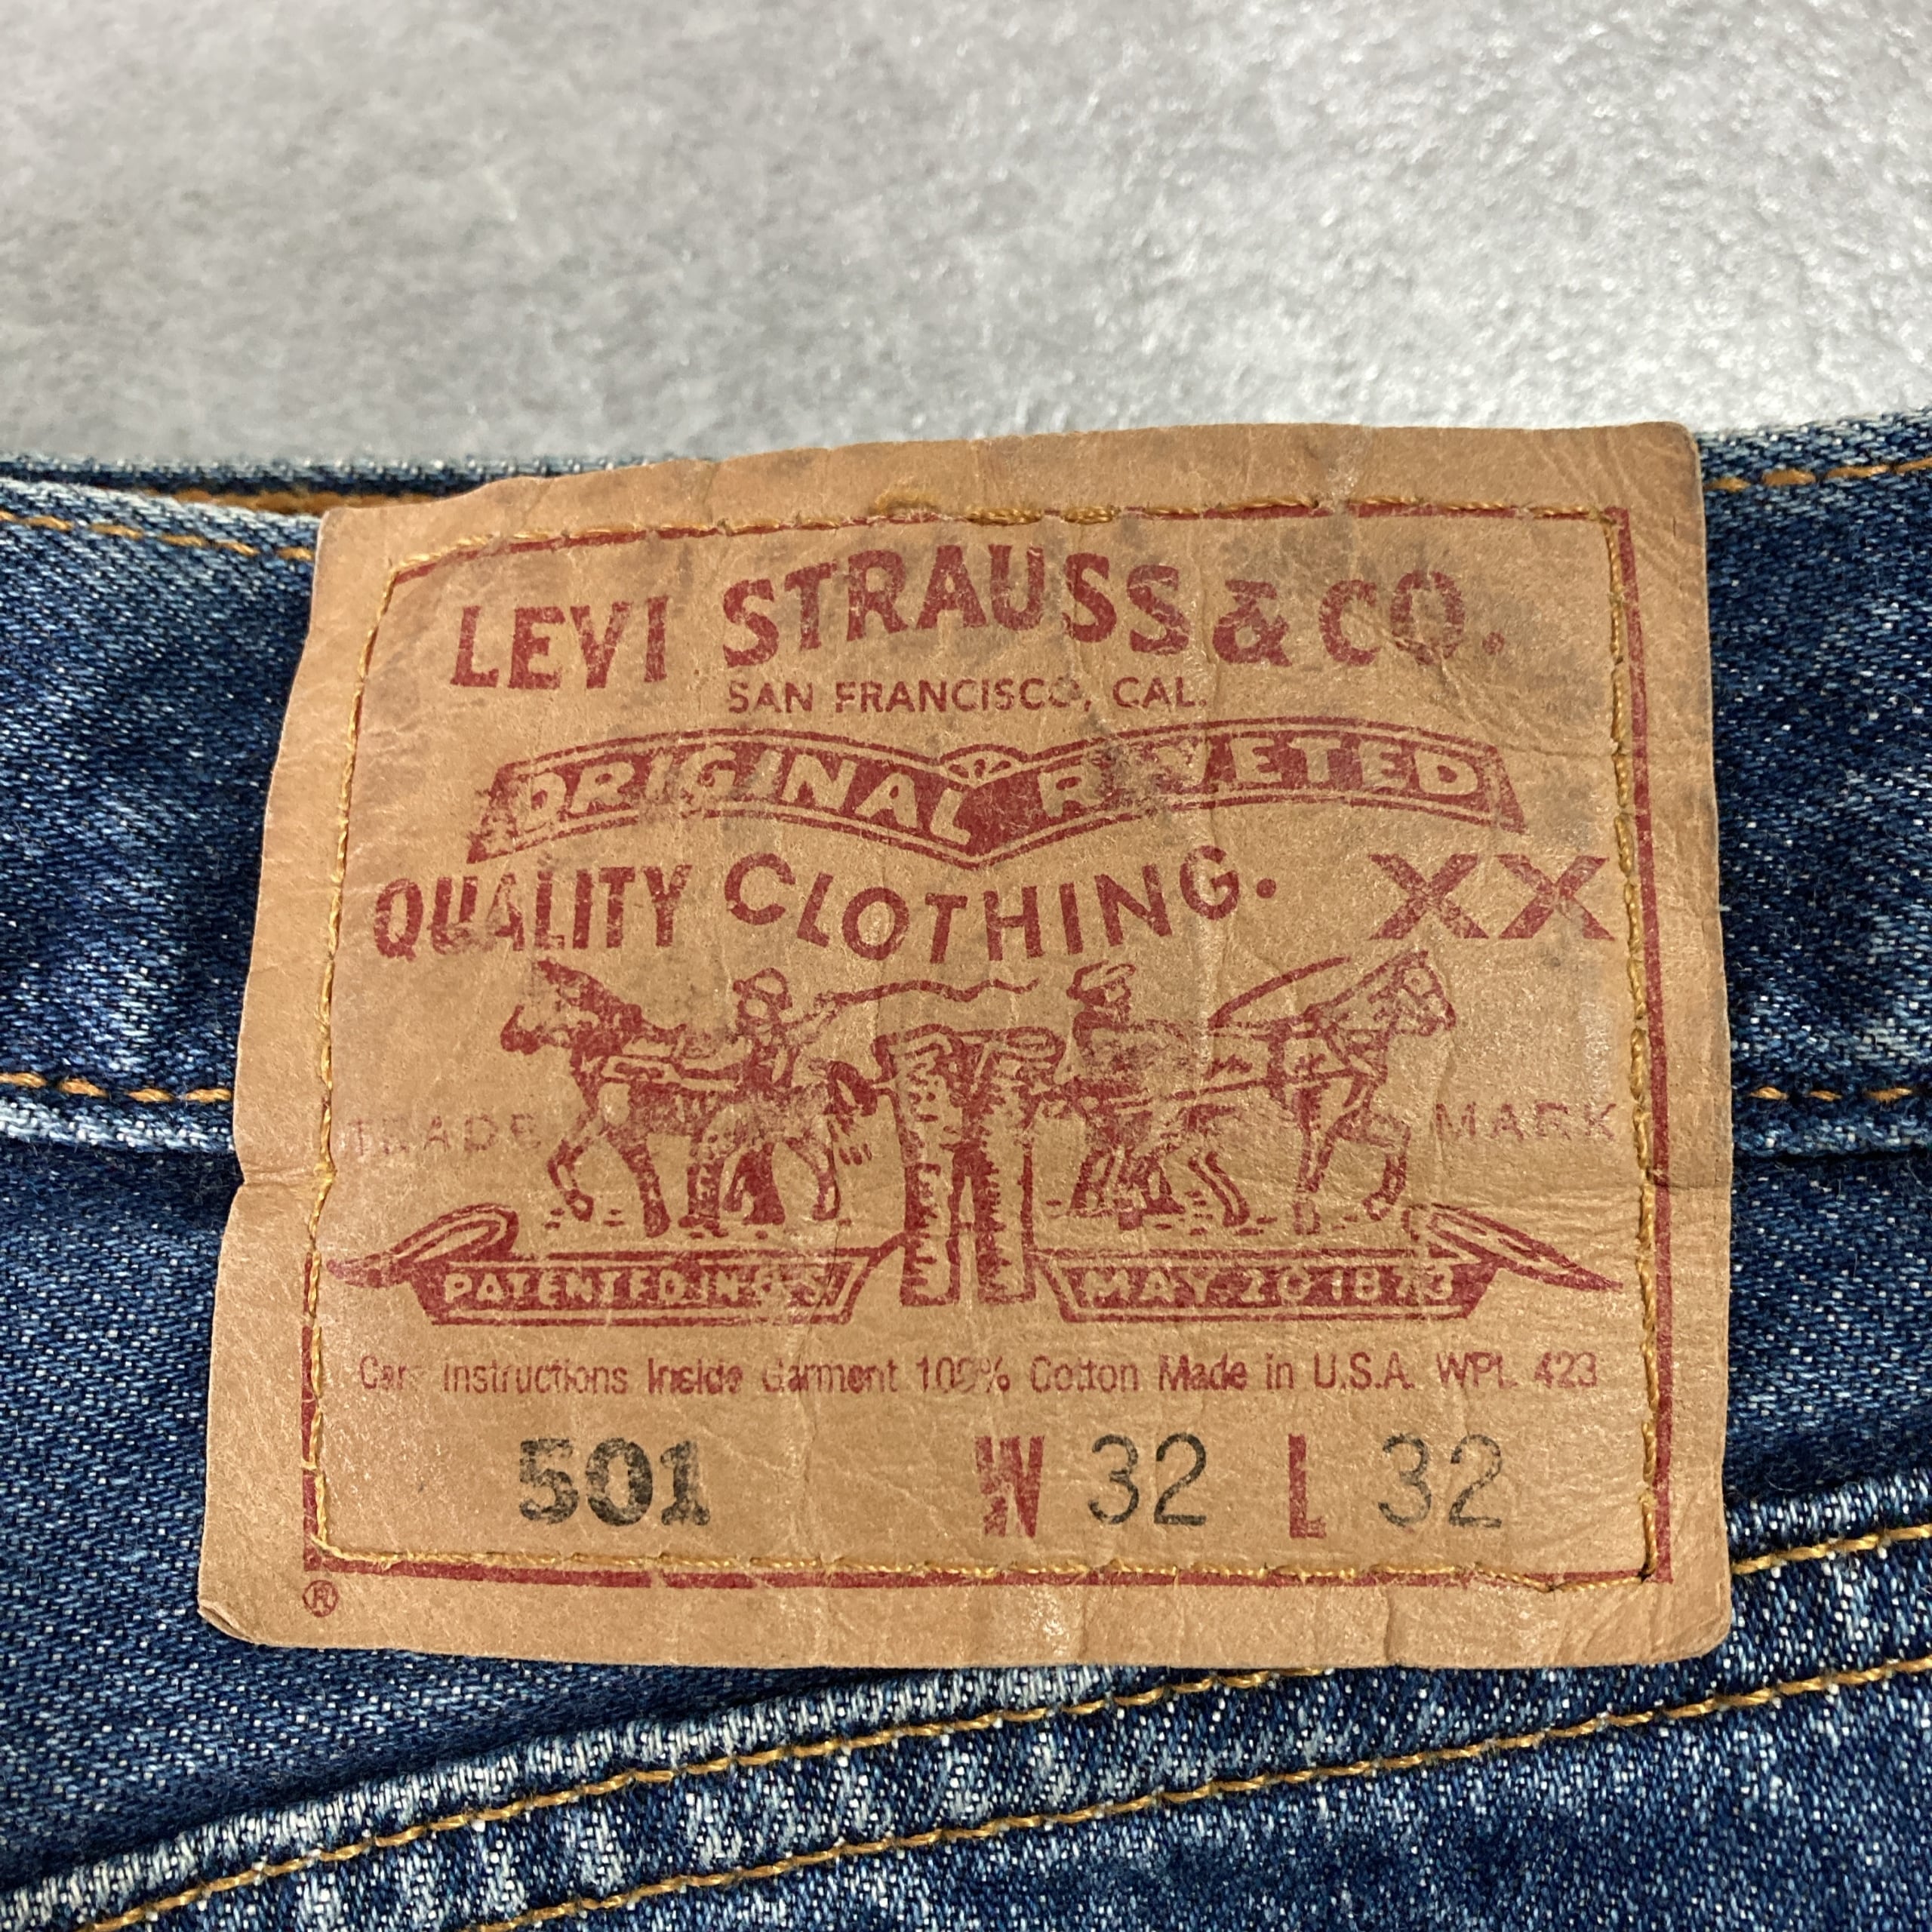 LEVI STRAUSS & CO.
SAN FRANCISCO, CAL.
ORIGINAL RIVETED
QUALITY CLOTHING. XX
TRADE MARK
PATENTED IN U.S. MAY 20 1873
Care Instructions Inside Garment 100% Cotton Made in U.S.A. WPL 423
501 W 32 L 32
®